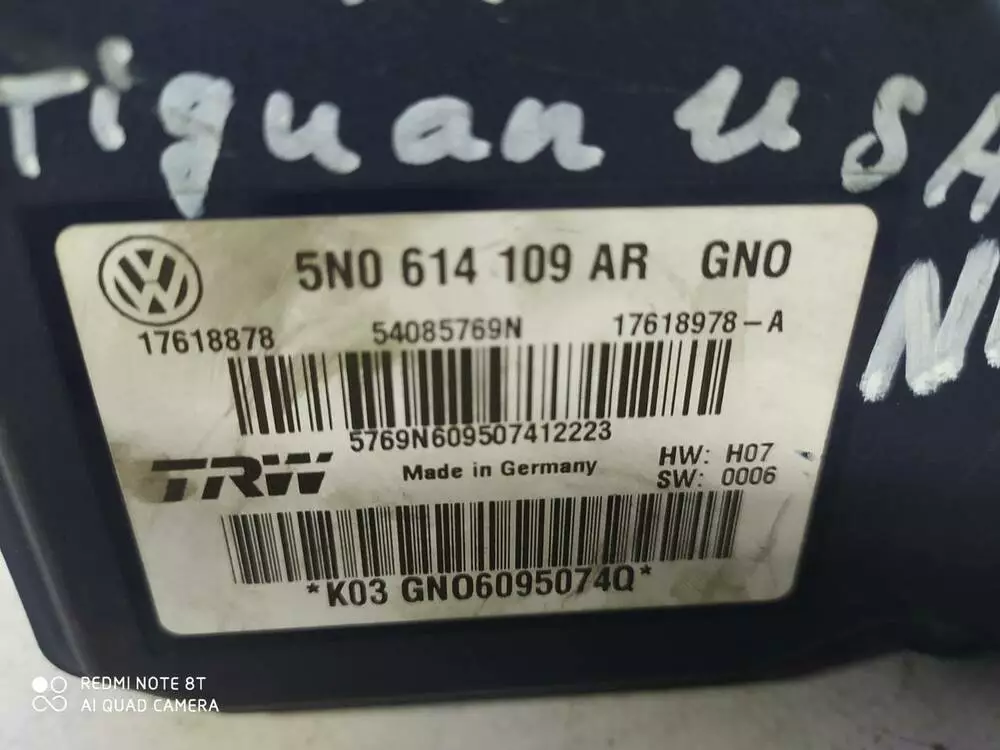 Tiquan USA
5N0 614 109 AR GNO
17618878 54085769N 17618978-A
5769N609507412223
TRW Made in Germany HW: H07
SW: 0006
*K03 GNO6095074Q*
REDMI NOTE 8T
AI QUAD CAMERA